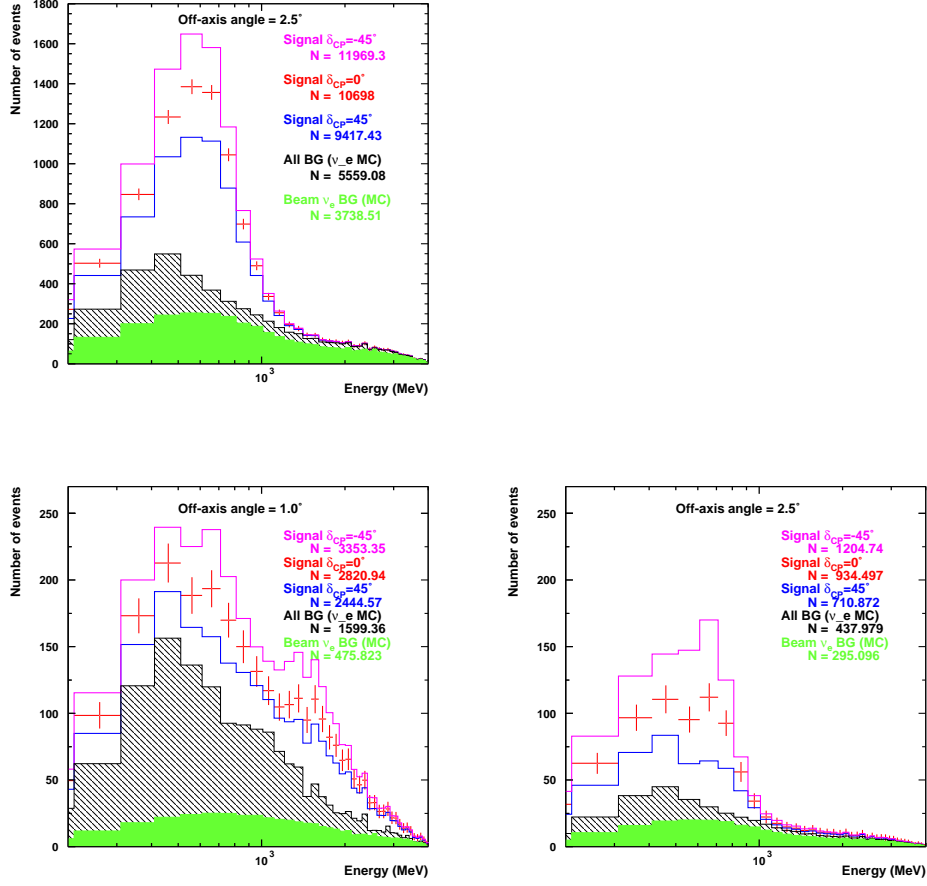 Off-axis angle = 2.5°
Signal δCP=-45°
N = 11969.3
Signal δCP=0°
N = 10698
Signal δCP=45°
N = 9417.43
All BG (ν_e MC)
N = 5559.08
Beam νe BG (MC)
N = 3738.51
Number of events
1800
1600
1400
1200
1000
800
600
400
200
0
10³
Energy (MeV)
Off-axis angle = 1.0°
Signal δCP=-45°
N = 3353.35
Signal δCP=0°
N = 2820.94
Signal δCP=45°
N = 2444.57
All BG (ν_e MC)
N = 1599.36
Beam νe BG (MC)
N = 475.823
Number of events
250
200
150
100
50
0
10³
Energy (MeV)
Off-axis angle = 2.5°
Signal δCP=-45°
N = 1204.74
Signal δCP=0°
N = 934.497
Signal δCP=45°
N = 710.872
All BG (ν_e MC)
N = 437.979
Beam νe BG (MC)
N = 295.096
Number of events
250
200
150
100
50
0
10³
Energy (MeV)